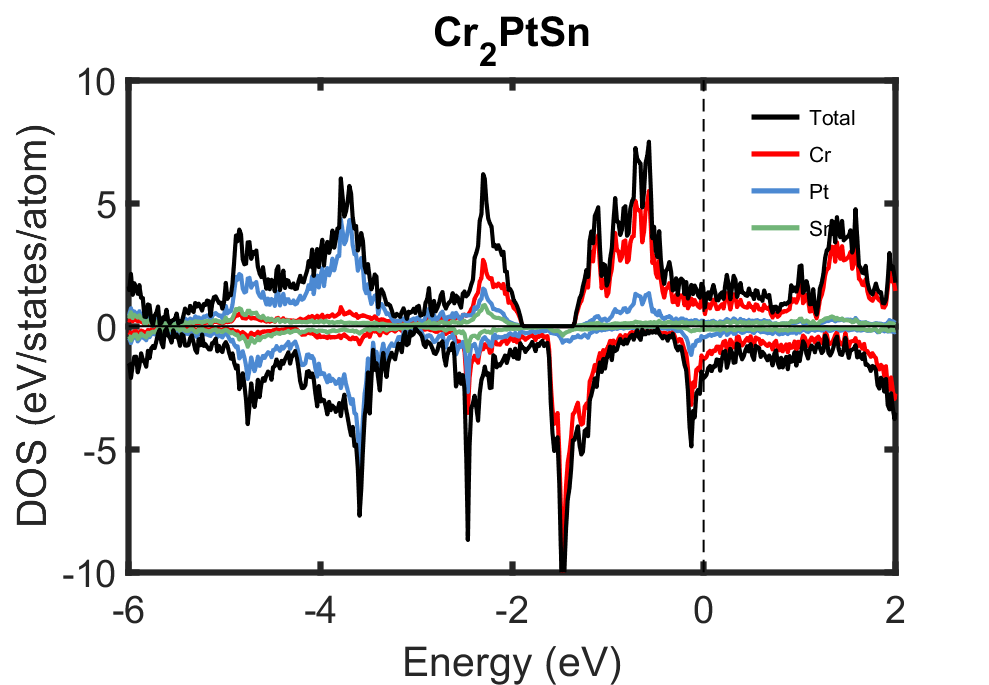 Cr2PtSn
10
5
0
-5
-10
DOS (eV/states/atom)
Total
Cr
Pt
Sn
-6
-4
-2
0
2
Energy (eV)